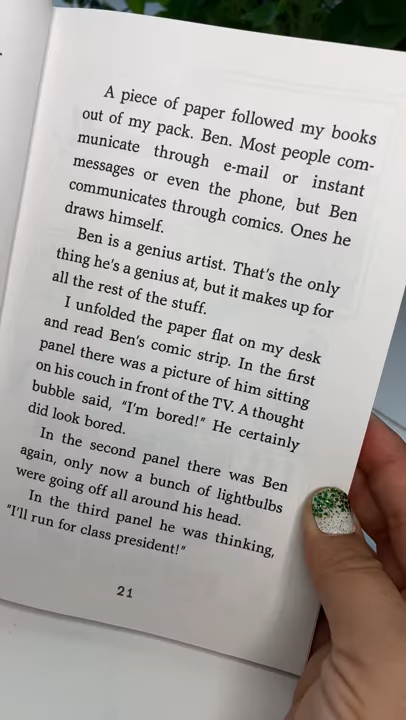 A piece of paper followed my books
out of my pack. Ben. Most people com-
municate through e-mail or instant
messages or even the phone, but Ben
communicates through comics. Ones he
draws himself.
Ben is a genius artist. That's the only
thing he's a genius at, but it makes up for
all the rest of the stuff.
I unfolded the paper flat on my desk
and read Ben's comic strip. In the first
panel there was a picture of him sitting
on his couch in front of the TV. A thought
bubble said, "I'm bored!" He certainly
did look bored.
In the second panel there was Ben
again, only now a bunch of lightbulbs
were going off all around his head.
In the third panel he was thinking,
"I'll run for class president!"
21